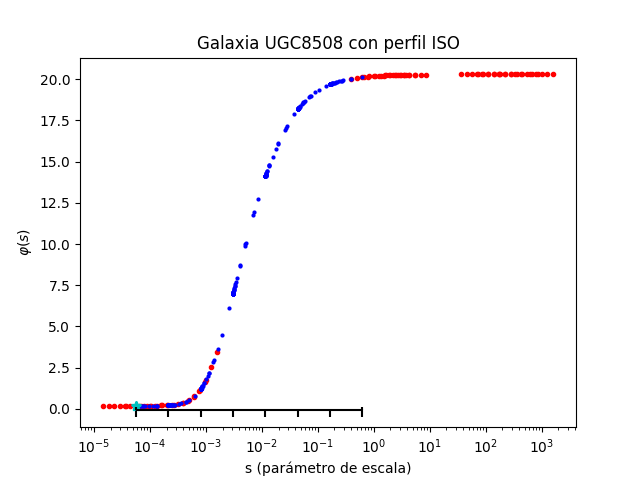 Galaxia UGC8508 con perfil ISO
20.0
17.5
15.0
12.5
10.0
7.5
5.0
2.5
0.0
φ(s)
10⁻⁵ 10⁻⁴ 10⁻³ 10⁻² 10⁻¹ 10⁰ 10¹ 10² 10³
s (parámetro de escala)